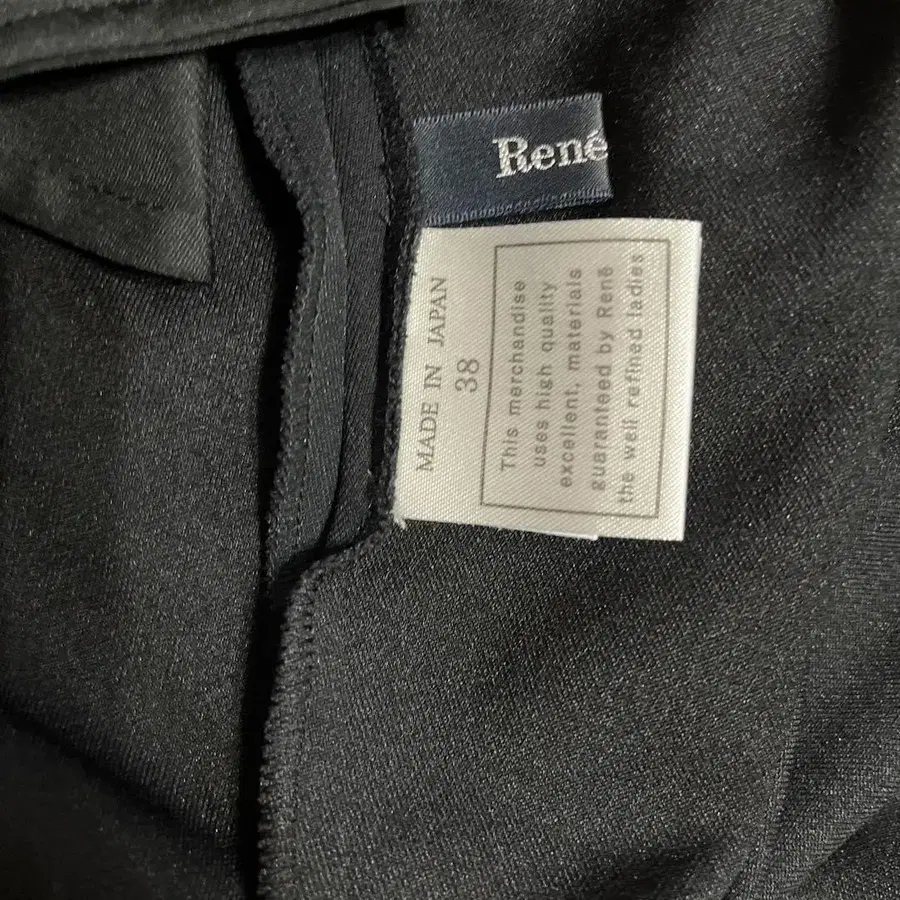 René
MADE IN JAPAN
38
This merchandise
uses high quality
excellent, materials
guaranteed by René
the well refined ladies